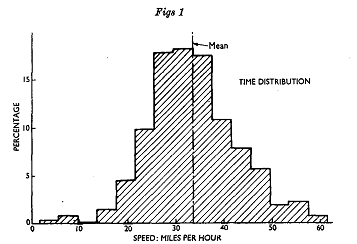 Figs 1
Mean
TIME DISTRIBUTION
PERCENTAGE
15
10
5
0
0 10 20 30 40 50 60
SPEED: MILES PER HOUR